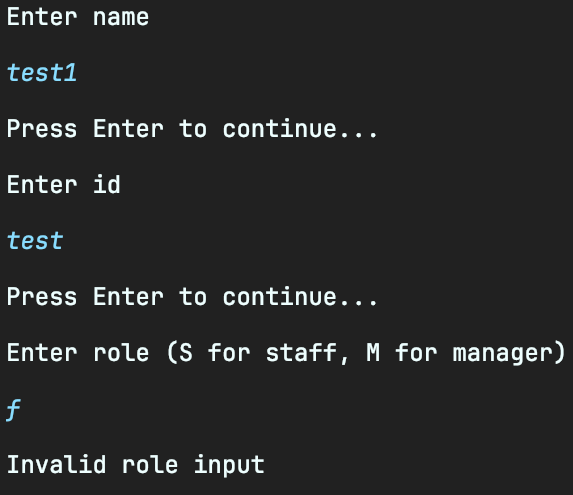 Enter name
test1
Press Enter to continue...
Enter id
test
Press Enter to continue...
Enter role (S for staff, M for manager)
f
Invalid role input